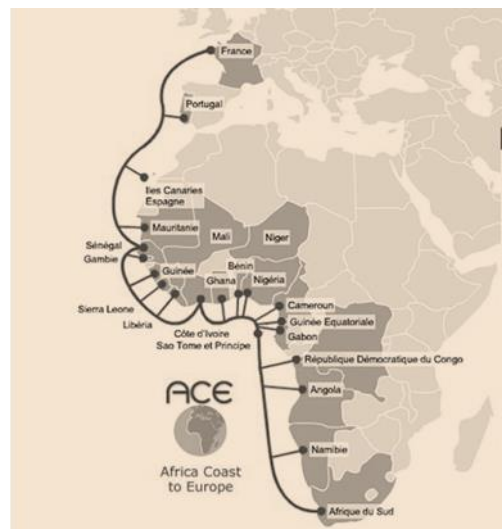 France
Portugal
Iles Canaries
Espagne
Mauritanie
Mali
Niger
Sénégal
Gambie
Guinée
Bénin
Ghana
Nigéria
Sierra Leone
Libéria
Côte d'Ivoire
Sao Tome et Principe
Cameroun
Guinée Equatoriale
Gabon
République Démocratique du Congo
Angola
Namibie
Afrique du Sud
ACE
Africa Coast
to Europe